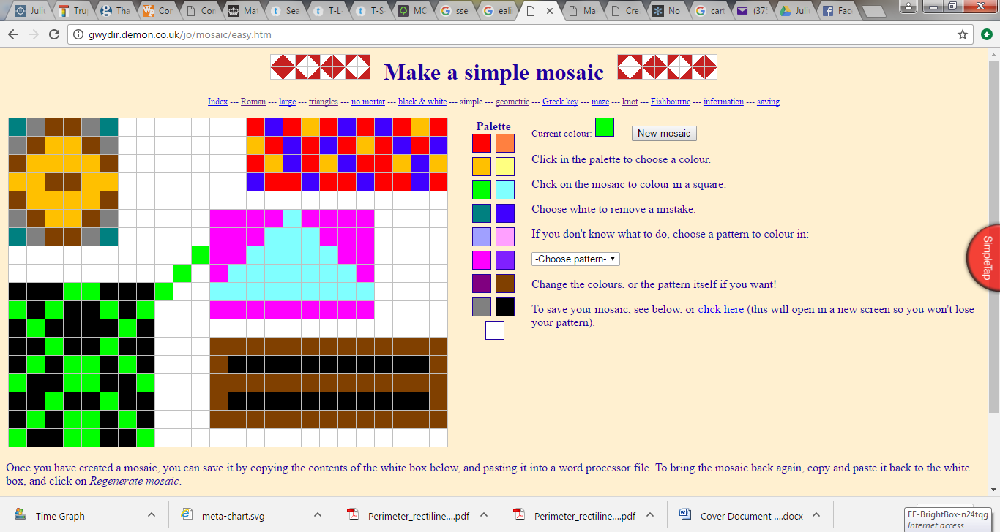 Juliu
Trup
Tha
Con
Con
Mat
Sea
T-L-
T-S
MC
sse
eali
Mal
Cre
No
cart
(37
Juli
Fac
gwydir.demon.co.uk/jo/mosaic/easy.htm
Make a simple mosaic
Index --- Roman --- large --- triangles --- no mortar --- black & white --- simple --- geometric --- Greek key --- maze --- knot --- Fishbourne --- information --- saving
Palette
Current colour:
New mosaic
Click in the palette to choose a colour.
Click on the mosaic to colour in a square.
Choose white to remove a mistake.
If you don't know what to do, choose a pattern to colour in:
-Choose pattern-
Change the colours, or the pattern itself if you want!
To save your mosaic, see below, or click here (this will open in a new screen so you won't lose
your pattern).
SimpleTap
Once you have created a mosaic, you can save it by copying the contents of the white box below, and pasting it into a word processor file. To bring the mosaic back again, copy and paste it back to the white
box, and click on Regenerate mosaic.
Time Graph
meta-chart.svg
Perimeter_rectiline....pdf
Perimeter_rectiline....pdf
Cover Document ....docx
EE-BrightBox-n24tqg
Internet access